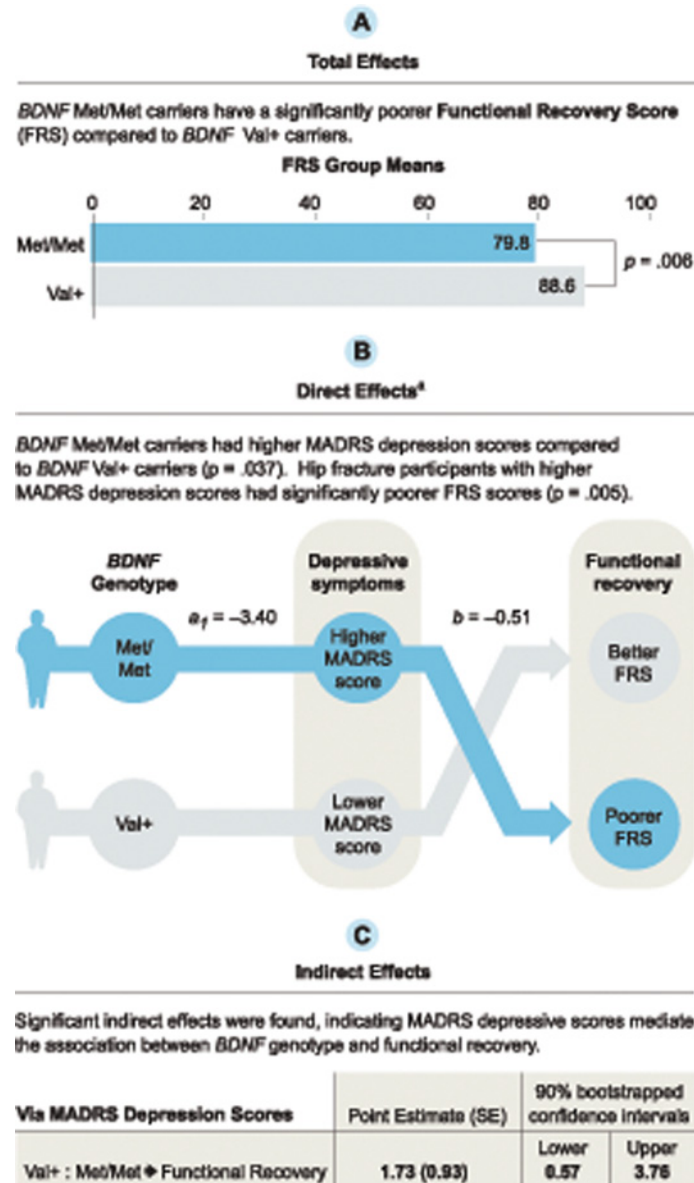 A
Total Effects
BDNF Met/Met carriers have a significantly poorer Functional Recovery Score
(FRS) compared to BDNF Val+ carriers.
FRS Group Means
0 20 40 60 80 100
Met/Met 79.8
p = .006
Val+ 88.6
B
Direct Effectsᵃ
BDNF Met/Met carriers had higher MADRS depression scores compared
to BDNF Val+ carriers (p = .037). Hip fracture participants with higher
MADRS depression scores had significantly poorer FRS scores (p = .005).
BDNF
Genotype
Depressive
symptoms
Functional
recovery
a₁ = –3.40
b = –0.51
Met/
Met
Higher
MADRS
score
Better
FRS
Val+
Lower
MADRS
score
Poorer
FRS
C
Indirect Effects
Significant indirect effects were found, indicating MADRS depressive scores mediate
the association between BDNF genotype and functional recovery.
Via MADRS Depression Scores
Point Estimate (SE)
90% bootstrapped
confidence intervals
Lower Upper
Val+ : Met/Met → Functional Recovery 1.73 (0.93) 0.57 3.76